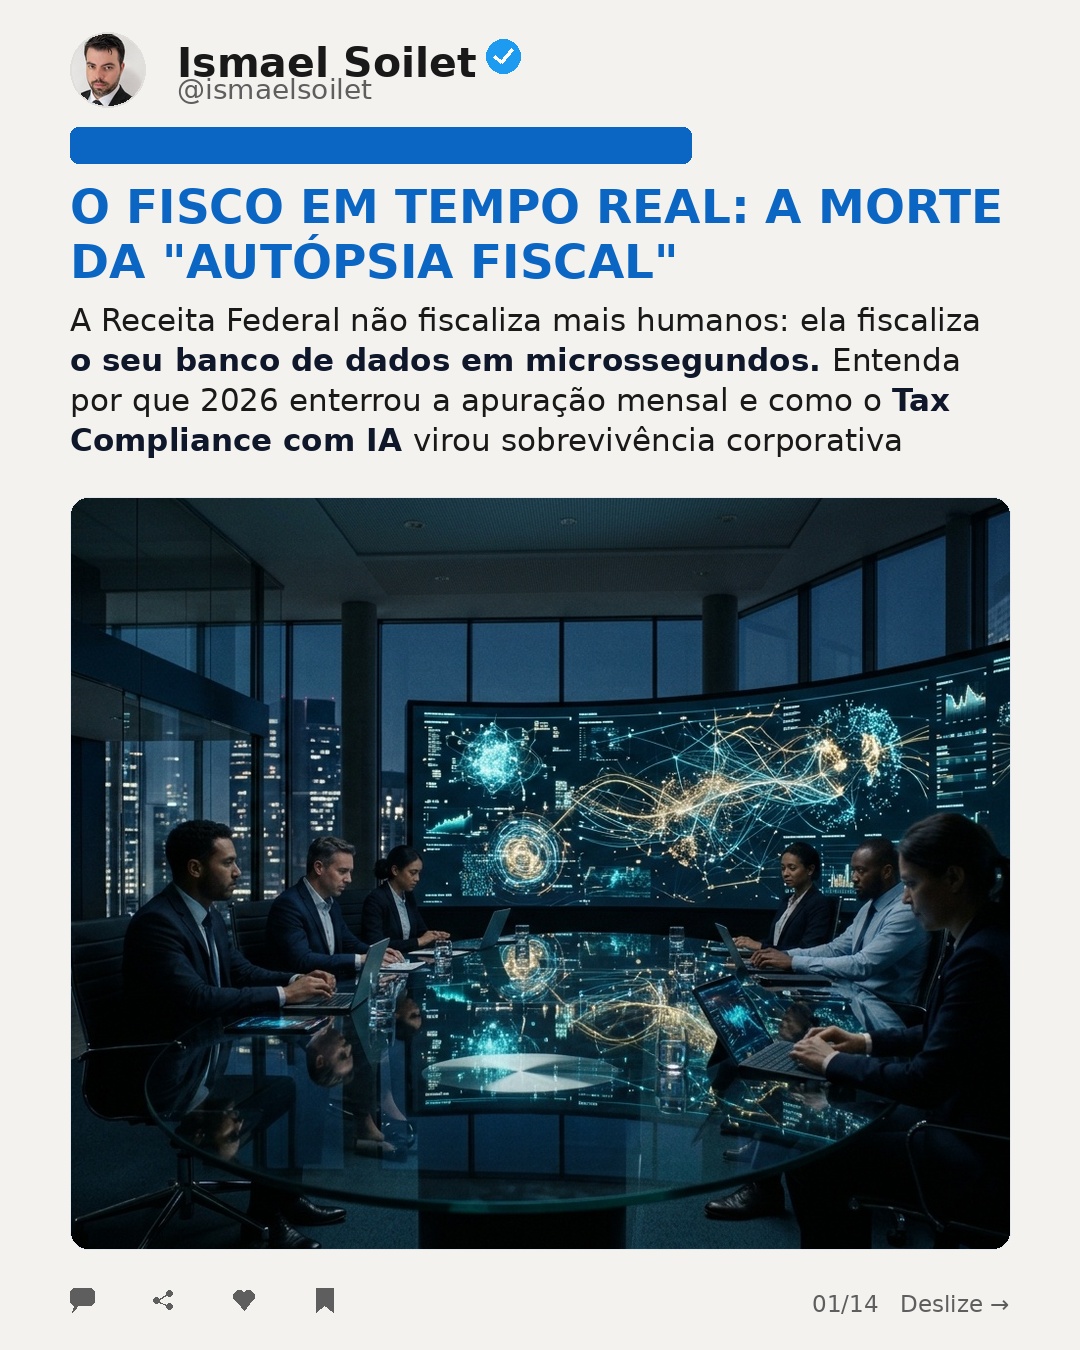 Ismael Soilet
@ismaelsoilet
O FISCO EM TEMPO REAL: A MORTE
DA "AUTÓPSIA FISCAL"
A Receita Federal não fiscaliza mais humanos: ela fiscaliza
o seu banco de dados em microssegundos. Entenda
por que 2026 enterrou a apuração mensal e como o Tax
Compliance com IA virou sobrevivência corporativa
01/14 Deslize →